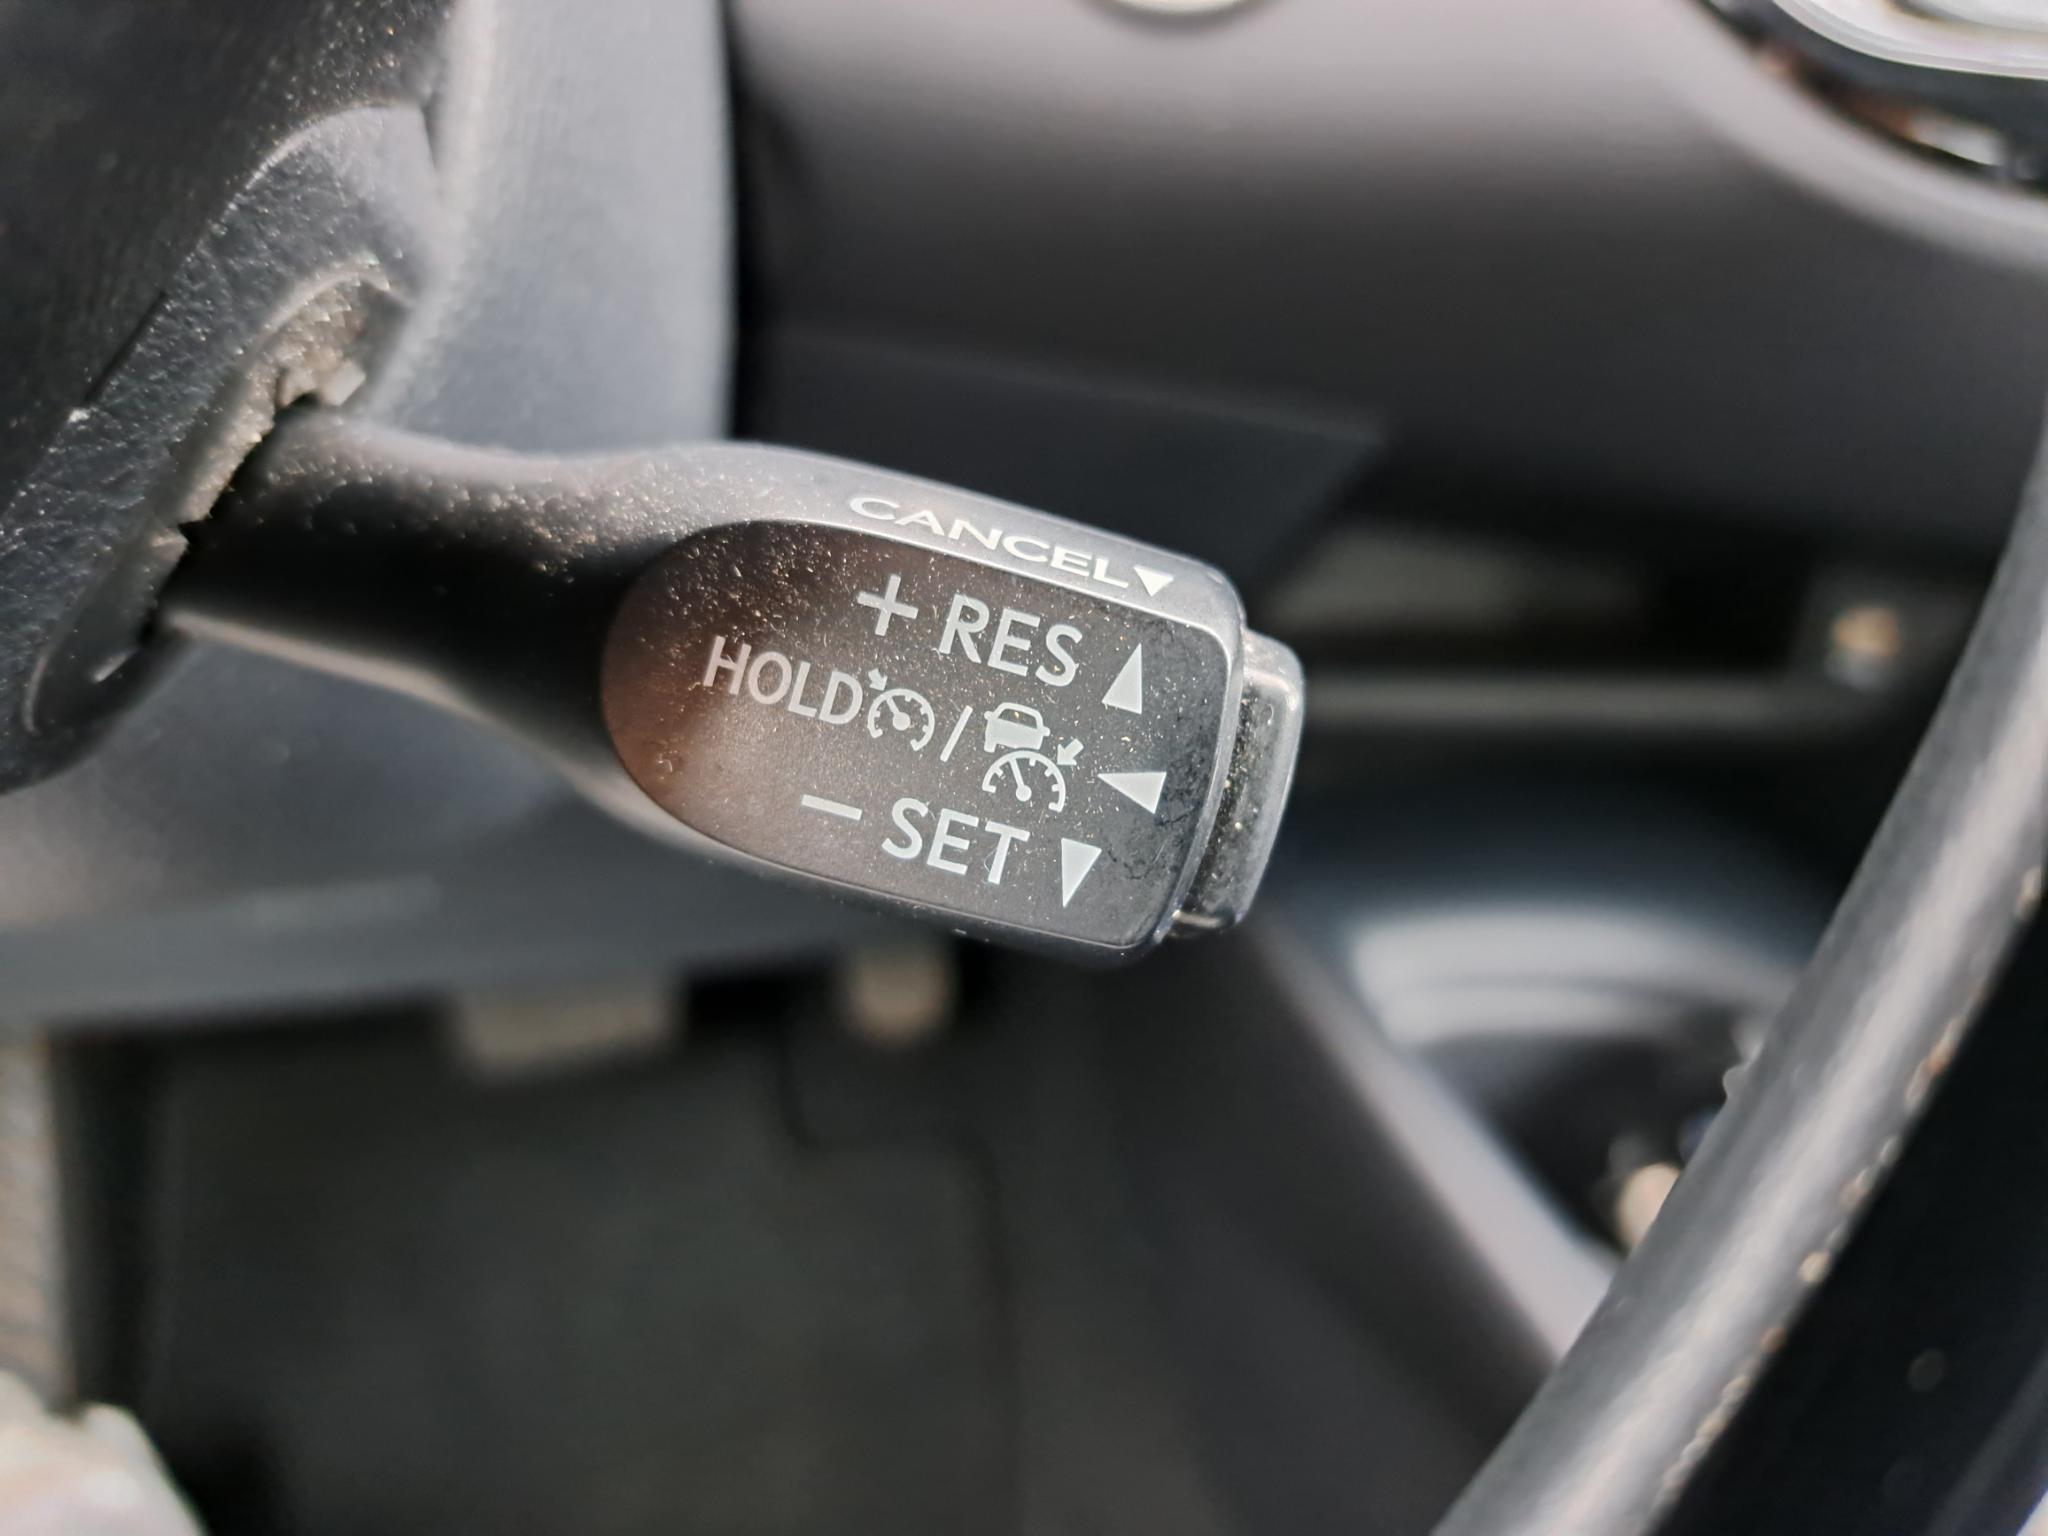 CANCEL
+ RES
HOLD /
− SET